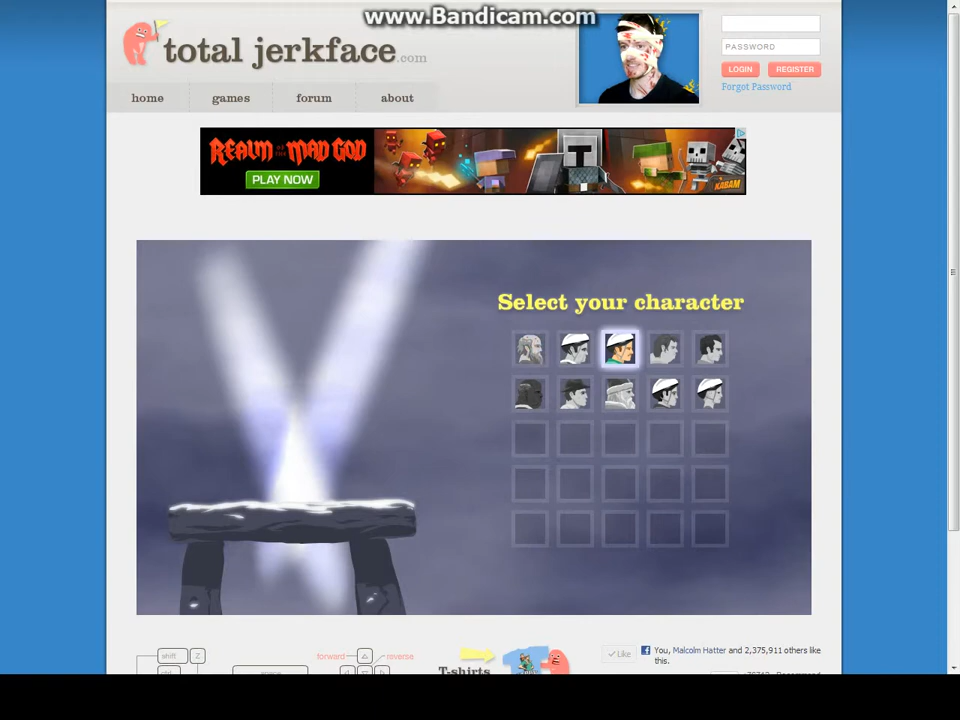 www.Bandicam.com
total jerkface.com
PASSWORD
LOGIN REGISTER
Forgot Password
home games forum about
REALM OF THE MAD GOD
PLAY NOW
KABAM
Select your character
shift Z
forward reverse
T-shirts
Like
You, Malcolm Hatter and 2,375,911 others like
this.